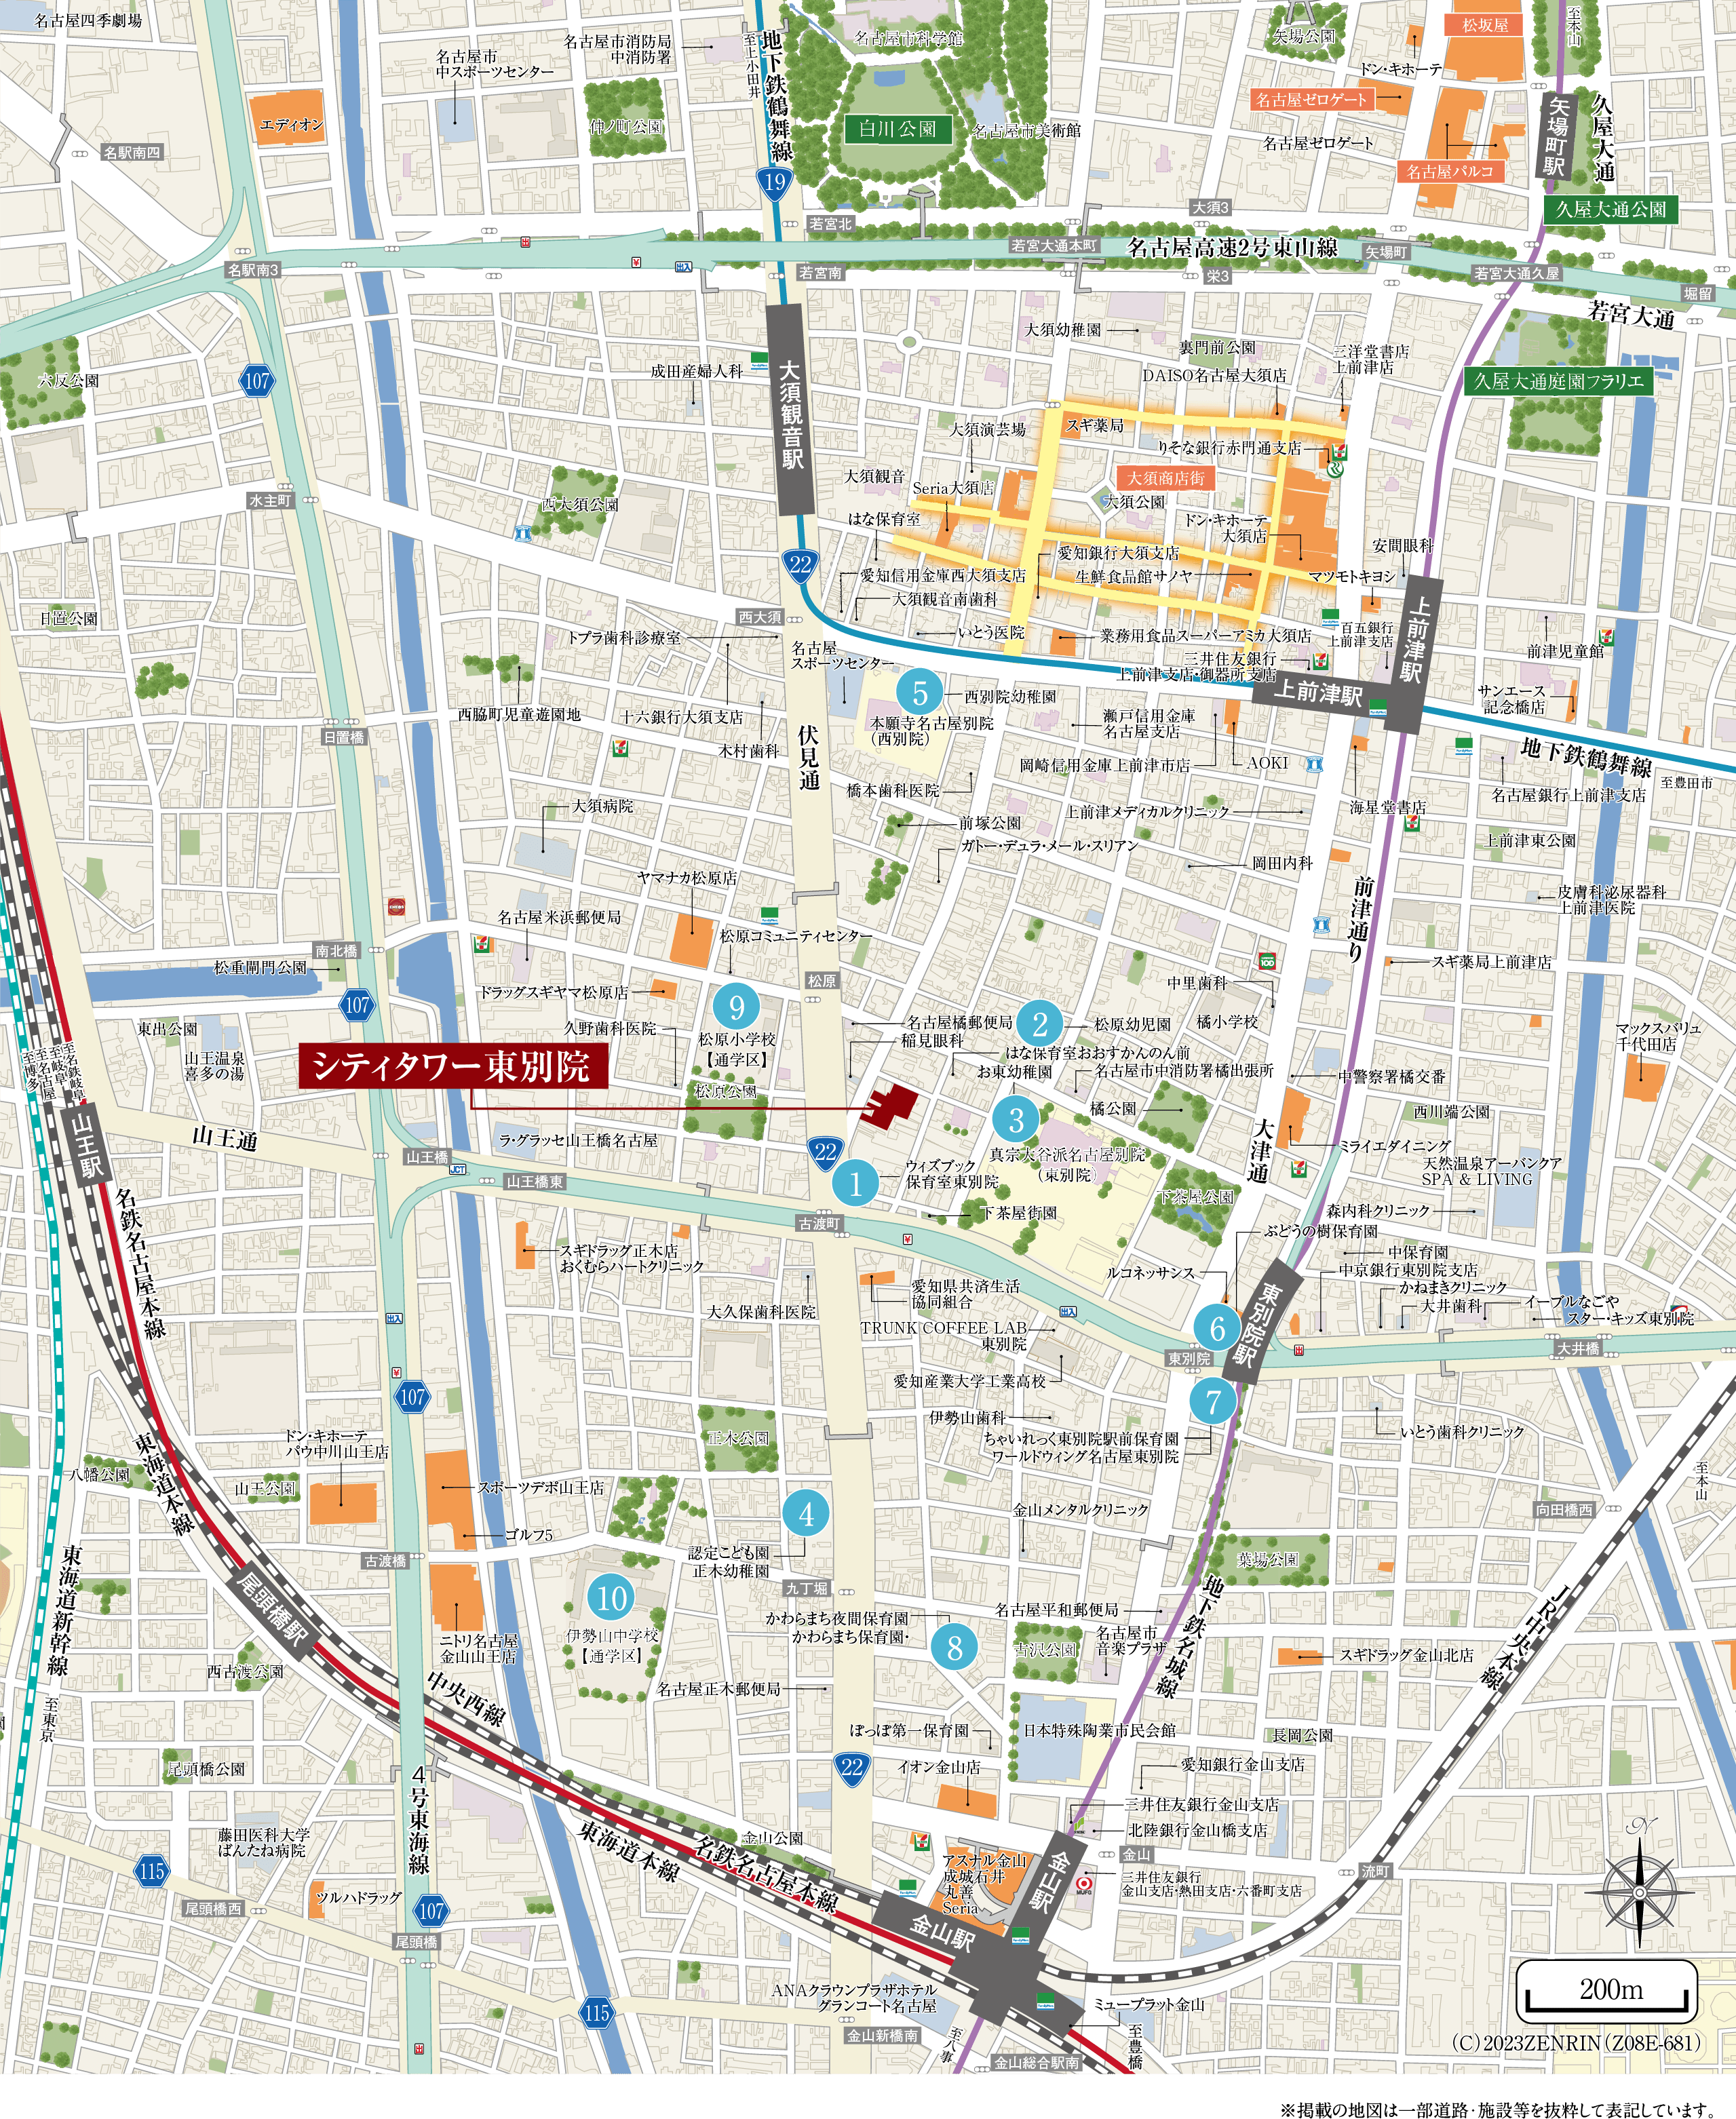 名古屋四季劇場
名古屋市
中スポーツセンター
名古屋市消防局
中消防署
地下鉄鶴舞線
至上小田井
名古屋市科学館
矢場公園
松坂屋
至本山
ドン・キホーテ
エディオン
仲ノ町公園
白川公園
名古屋市美術館
名古屋ゼロゲート
名古屋ゼロゲート
名古屋パルコ
矢場町駅
久屋大通
名駅南四
19
久屋大通公園
若宮北
大須3
若宮大通本町
名古屋高速2号東山線
矢場町
名駅南3
出入
若宮南
栄3
若宮大通久屋
堀留
若宮大通
大須幼稚園
裏門前公園
三洋堂書店
上前津店
六反公園
107
成田産婦人科
大須観音駅
DAISO名古屋大須店
久屋大通庭園フラリエ
スギ薬局
大須演芸場
りそな銀行赤門通支店
大須観音
大須商店街
Seria大須店
大須公園
水主町
西大須公園
はな保育室
ドン・キホーテ
大須店
安間眼科
愛知銀行大須支店
22
愛知信用金庫西大須支店
生鮮食品館サノヤ
マツモトキヨシ
大須観音南歯科
日置公園
西大須
いとう医院
業務用食品スーパーアミカ大須店
百五銀行
上前津支店
上前津駅
トプラ歯科診療室
名古屋
スポーツセンター
三井住友銀行
上前津支店・御器所支店
前津児童館
5
西別院幼稚園
上前津駅
サンエース
記念橋店
西脇町児童遊園地
十六銀行大須支店
本願寺名古屋別院
（西別院）
瀬戸信用金庫
名古屋支店
日置橋
木村歯科
伏見通
岡崎信用金庫上前津市店
AOKI
地下鉄鶴舞線
至豊田市
橋本歯科医院
名古屋銀行上前津支店
大須病院
前塚公園
上前津メディカルクリニック
海星堂書店
ガトー・デュラ・メール・スリアン
上前津東公園
岡田内科
ヤマナカ松原店
前津通り
皮膚科泌尿器科
上前津医院
名古屋米浜郵便局
松原コミュニティセンター
南北橋
松重閘門公園
松原
スギ薬局上前津店
ドラッグスギヤマ松原店
中里歯科
107
9
2
東出公園
久野歯科医院
松原小学校
【通学区】
名古屋橘郵便局
松原幼児園
橘小学校
稲見眼科
マックスバリュ
千代田店
山王温泉
喜多の湯
シティタワー東別院
はな保育室おおすかんのん前
お東幼稚園
名古屋市中消防署橘出張所
中警察署橘交番
至名鉄岐阜
至岐阜
至名古屋
至博多
松原公園
橘公園
西川端公園
3
山王駅
山王通
ラ・グラッセ山王橋名古屋
22
真宗大谷派名古屋別院
（東別院）
大津通
ミライエダイニング
天然温泉アーバンクア
SPA & LIVING
山王橋
JCT
山王橋東
1
ウィズブック
保育室東別院
下茶屋公園
下茶屋街園
森内科クリニック
名鉄名古屋本線
古渡町
ぶどうの樹保育園
スギドラッグ正木店
おくむらハートクリニック
ルコネッサンス
中保育園
中京銀行東別院支店
かねまきクリニック
大久保歯科医院
愛知県共済生活
協同組合
大井歯科
イーブルなごや
スター・キッズ東別院
出入
出入
TRUNK COFFEE LAB
東別院
6
東別院駅
東別院
大井橋
愛知産業大学工業高校
107
7
伊勢山歯科
正木公園
ちゃいれっく東別院駅前保育園
ワールドウィング名古屋東別院
いとう歯科クリニック
東海道本線
ドン・キホーテ
パウ中川山王店
八幡公園
山王公園
スポーツデポ山王店
至本山
4
金山メンタルクリニック
向田橋西
ゴルフ5
認定こども園
正木幼稚園
葉場公園
東海道新幹線
古渡橋
尾頭橋駅
10
九丁堀
地下鉄名城線
JR中央本線
かわらまち夜間保育園
かわらまち保育園
名古屋平和郵便局
伊勢山中学校
【通学区】
8
名古屋市
音楽プラザ
ニトリ名古屋
金山山王店
古沢公園
スギドラッグ金山北店
西古渡公園
中央西線
名古屋正木郵便局
至東京
ぽっぽ第一保育園
日本特殊陶業市民会館
長岡公園
尾頭橋公園
22
イオン金山店
愛知銀行金山支店
4号東海線
三井住友銀行金山支店
藤田医科大学
ばんたね病院
東海道本線
金山公園
名鉄名古屋本線
北陸銀行金山橋支店
115
アスナル金山
成城石井
丸善
Seria
金山駅
金山
三井住友銀行
金山支店・熱田支店・六番町支店
流町
N
ツルハドラッグ
尾頭橋西
107
尾頭橋
金山駅
ANAクラウンプラザホテル
グランコート名古屋
ミュープラット金山
200m
115
金山新橋南
至八事
至豊橋
金山総合駅南
（C）2023ZENRIN（Z08E-681）
※掲載の地図は一部道路・施設等を抜粋して表記しています。